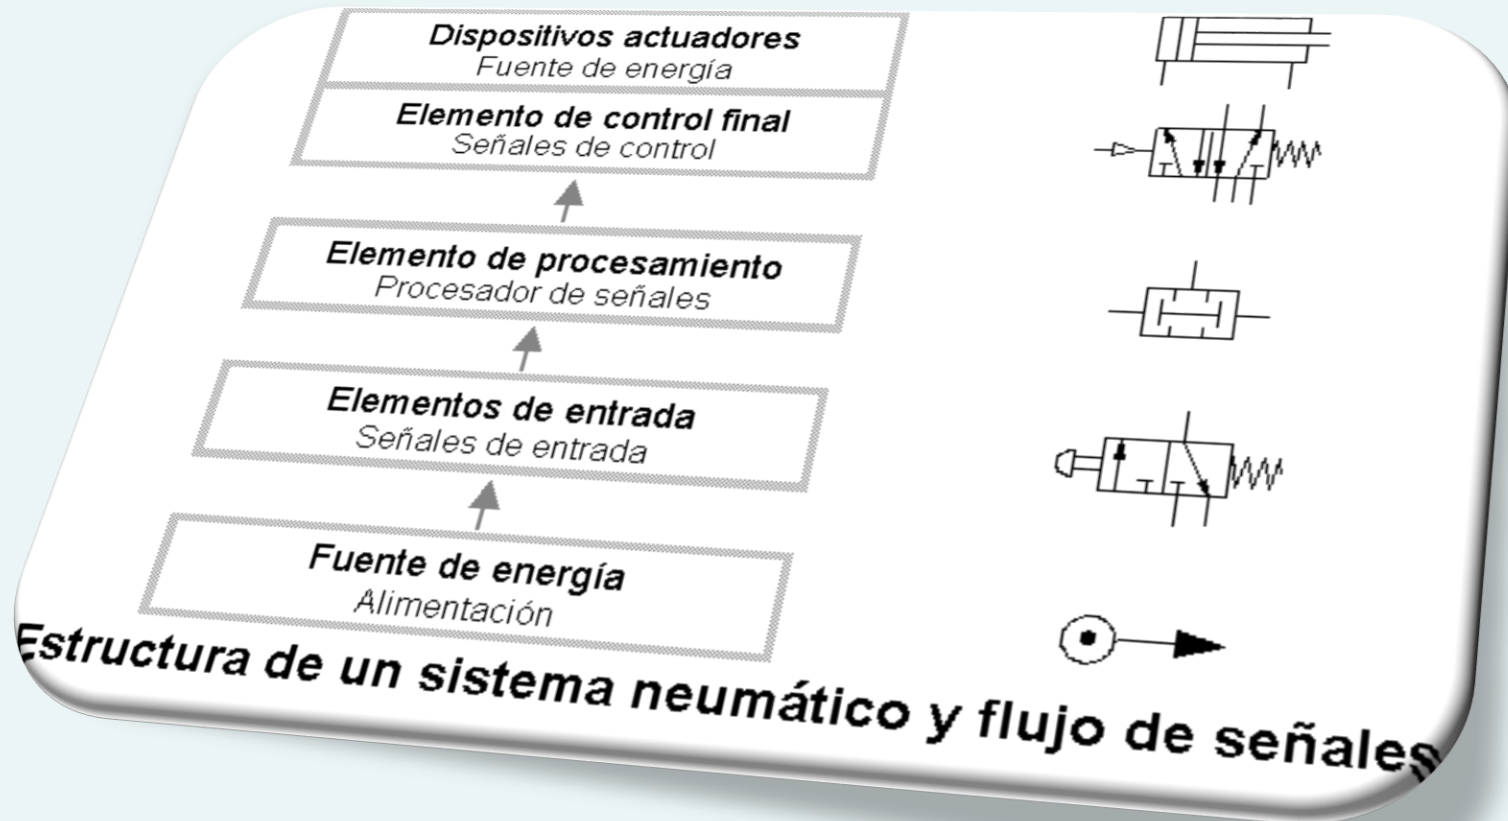 Dispositivos actuadores
Fuente de energía
Elemento de control final
Señales de control
Elemento de procesamiento
Procesador de señales
Elementos de entrada
Señales de entrada
Fuente de energía
Alimentación
Estructura de un sistema neumático y flujo de señales